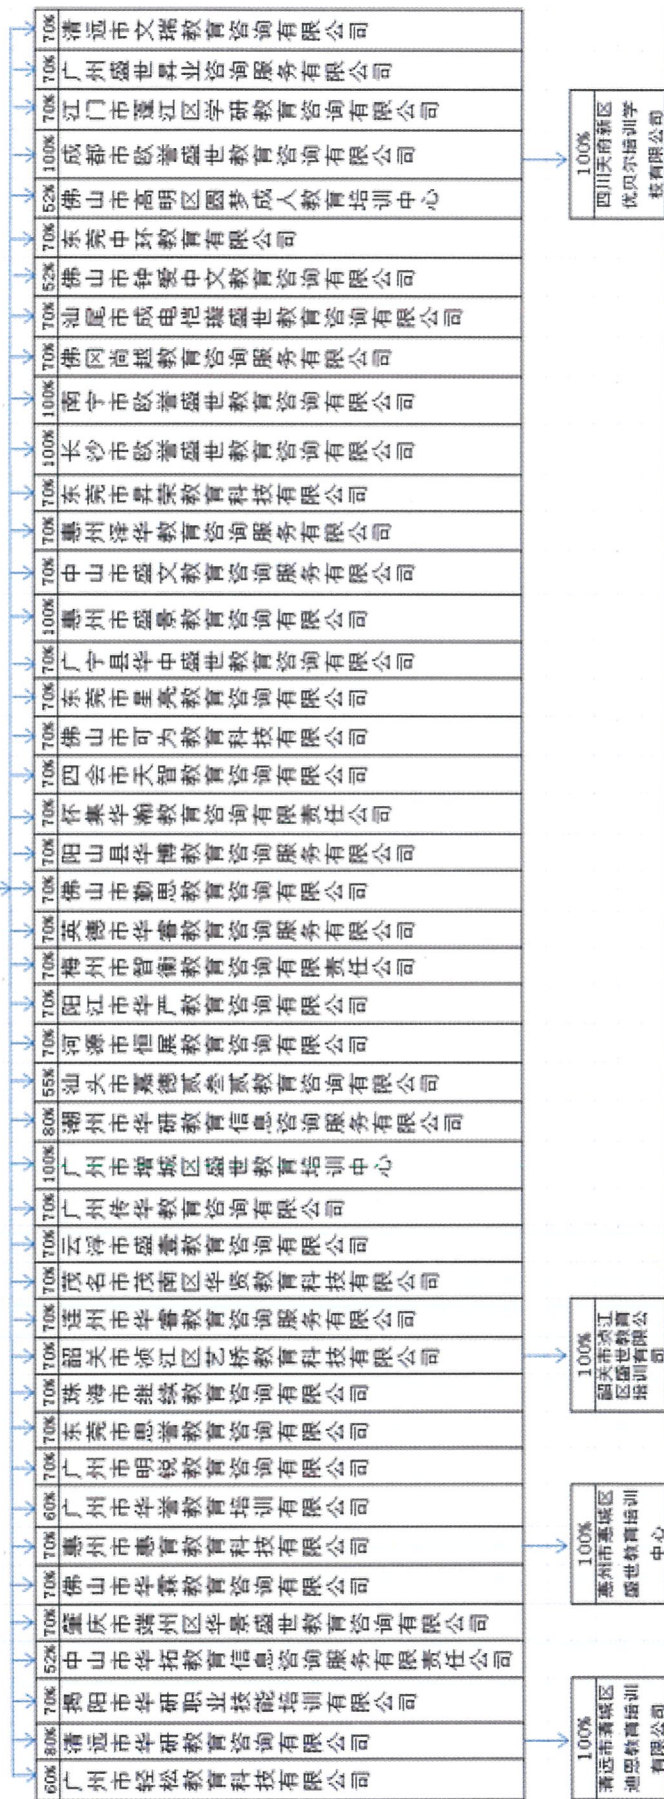 70% 清远市文瑞教育咨询有限公司
70% 广州盛世昇业咨询服务有限公司
70% 江门市蓬江区学研教育咨询有限公司
100% 成都市欧誉盛世教育咨询有限公司
52% 佛山市高明区圆梦成人教育培训中心
70% 东莞中环教育有限公司
52% 佛山市钟爱中文教育咨询有限公司
70% 汕尾市成电恺璇盛世教育咨询有限公司
70% 佛冈尚越教育咨询服务有限公司
100% 南宁市欧誉盛世教育咨询有限公司
100% 长沙市欧誉盛世教育咨询有限公司
70% 东莞市昇荣教育科技有限公司
70% 惠州泽华教育咨询服务有限公司
70% 中山市盛文教育咨询服务有限公司
100% 惠州市盛景教育咨询有限公司
70% 广宁县华中盛世教育咨询有限公司
70% 东莞市星亮教育咨询有限公司
70% 佛山市可为教育科技有限公司
70% 四会市天智教育咨询有限公司
70% 怀集华瀚教育咨询有限责任公司
70% 阳山县华博教育咨询服务有限公司
70% 佛山市勤思教育咨询有限公司
70% 英德市华睿教育咨询服务有限公司
70% 梅州市智衡教育咨询有限责任公司
70% 阳江市华严教育咨询有限公司
70% 河源市恒展教育咨询有限公司
55% 汕头市嘉德贰叁贰教育咨询有限公司
80% 潮州市华研教育信息咨询服务有限公司
100% 广州市增城区盛世教育培训中心
70% 广州传华教育咨询有限公司
70% 云浮市盛壹教育咨询有限公司
70% 茂名市茂南区华贤教育科技有限公司
70% 连州市华睿教育咨询服务有限公司
70% 韶关市浈江区艺桥教育科技有限公司
70% 珠海市继续教育咨询有限公司
70% 东莞市思誉教育咨询有限公司
70% 广州市明锐教育咨询有限公司
60% 广州市华誉教育培训有限公司
70% 惠州市惠育教育科技有限公司
70% 佛山市华霖教育咨询有限公司
70% 肇庆市端州区华景盛世教育咨询有限公司
52% 中山市华拓教育信息咨询服务有限责任公司
70% 揭阳市华研职业技能培训有限公司
80% 清远市华研教育咨询有限公司
60% 广州市轻松教育科技有限公司
100%
四川天府新区
优贝尔培训学
校有限公司
100%
韶关市浈江
区盛世教育
培训有限公
司
100%
惠州市惠城区
盛世教育培训
中心
100%
清远市清城区
迪思教育培训
有限公司